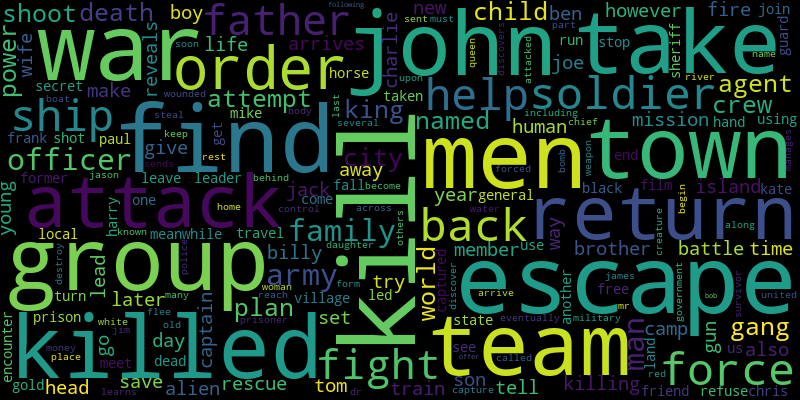 shoot death boy father john take child ben however fire join
following sent must new
power wife war reveals life arrives charlie run stop sheriff guard
order joe discovers attacked part queen name
secret make attempt horse soon upon taken help soldier agent
ship find mike king last wounded steal body several named human mission hand using
frank shot paul keep get crew river boat
officer give rest including chief manages
former jason sends behind city away men town end weapon bomb forced
young attack leave leader fall become jack year general black film island kate
one home control come across others kill return begin
local known meanwhile travel harry family back way creature water along
group billy daughter member use brother battle time
lead army woman police try world captured escape james
destroy turn later many reach form led discover another free government mr bob survivor united
prison village plan set state arrive eventually military
encounter killed white flee captain prisoner team man camp land gun gang
go day old jim fight see called us also
money place meet dead save rescue tom train son offer tell killing force red
gold head learns alien dr capture friend refuse chris